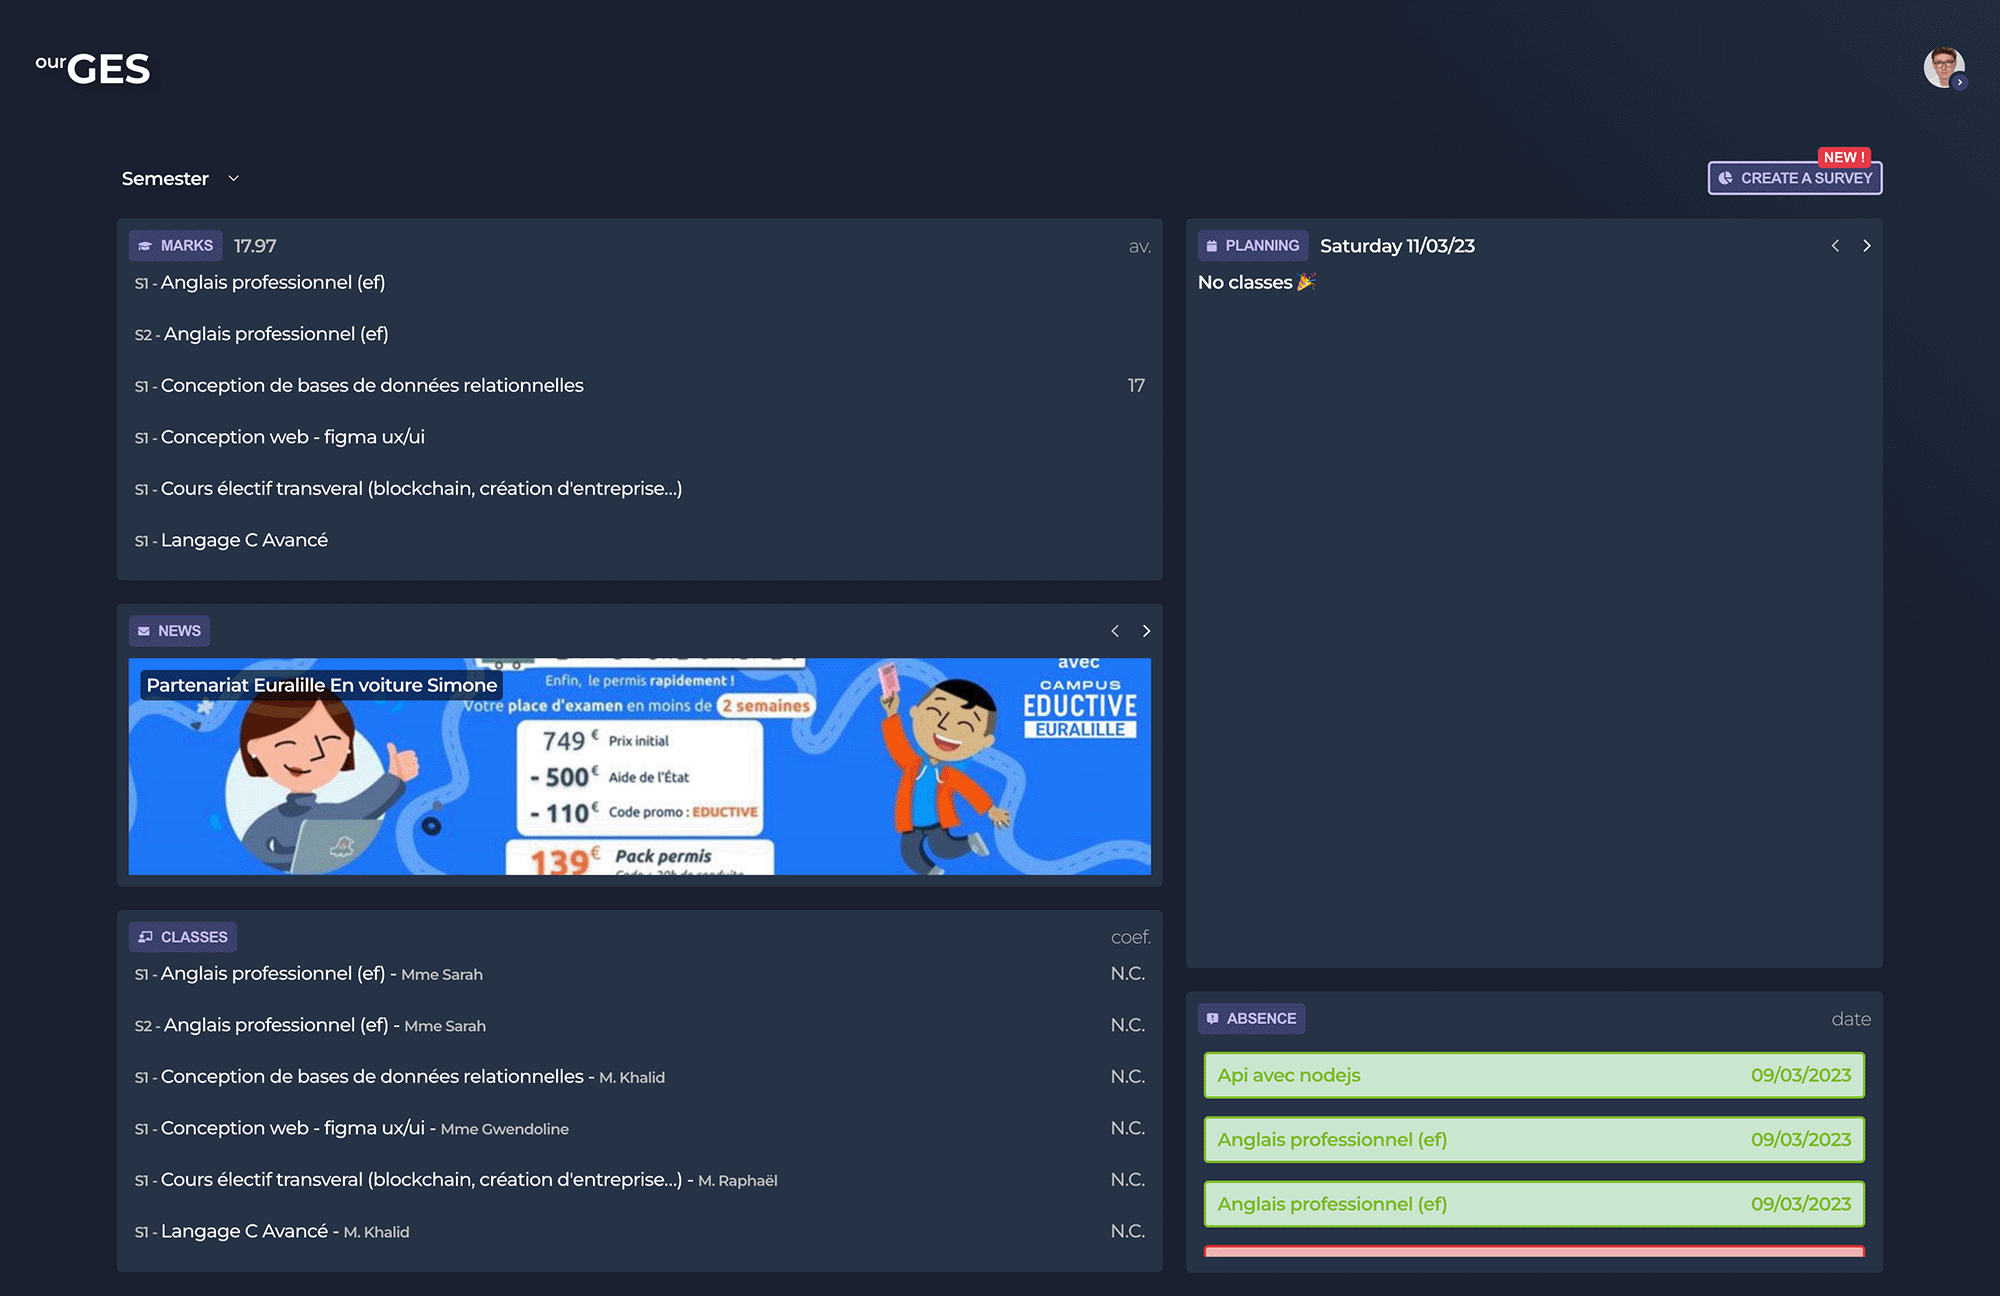 ourGES
Semester
NEW !
CREATE A SURVEY
MARKS 17.97 av.
S1 - Anglais professionnel (ef)
S2 - Anglais professionnel (ef)
S1 - Conception de bases de données relationnelles 17
S1 - Conception web - figma ux/ui
S1 - Cours électif transveral (blockchain, création d'entreprise...)
S1 - Langage C Avancé
NEWS
Partenariat Euralille En voiture Simone
Enfin, le permis rapidement !
Votre place d'examen en moins de 2 semaines
749 € Prix initial
- 500€ Aide de l'État
- 110€ Code promo : EDUCTIVE
139€ Pack permis
avec
CAMPUS
EDUCTIVE
EURALILLE
CLASSES coef.
S1 - Anglais professionnel (ef) - Mme Sarah N.C.
S2 - Anglais professionnel (ef) - Mme Sarah N.C.
S1 - Conception de bases de données relationnelles - M. Khalid N.C.
S1 - Conception web - figma ux/ui - Mme Gwendoline N.C.
S1 - Cours électif transveral (blockchain, création d'entreprise...) - M. Raphaël N.C.
S1 - Langage C Avancé - M. Khalid N.C.
PLANNING Saturday 11/03/23
No classes 🎉
ABSENCE date
Api avec nodejs 09/03/2023
Anglais professionnel (ef) 09/03/2023
Anglais professionnel (ef) 09/03/2023